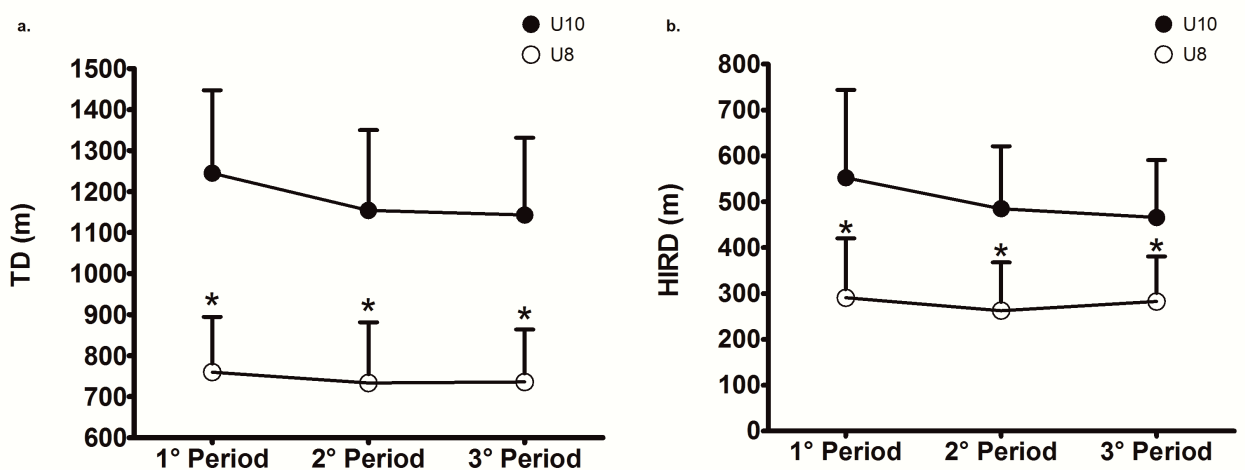 a.
U10
U8
1500
1400
1300
1200
1100
1000
900
800
700
600
TD (m)
*
*
*
1° Period
2° Period
3° Period
b.
U10
U8
800
700
600
500
400
300
200
100
0
HIRD (m)
*
*
*
1° Period
2° Period
3° Period